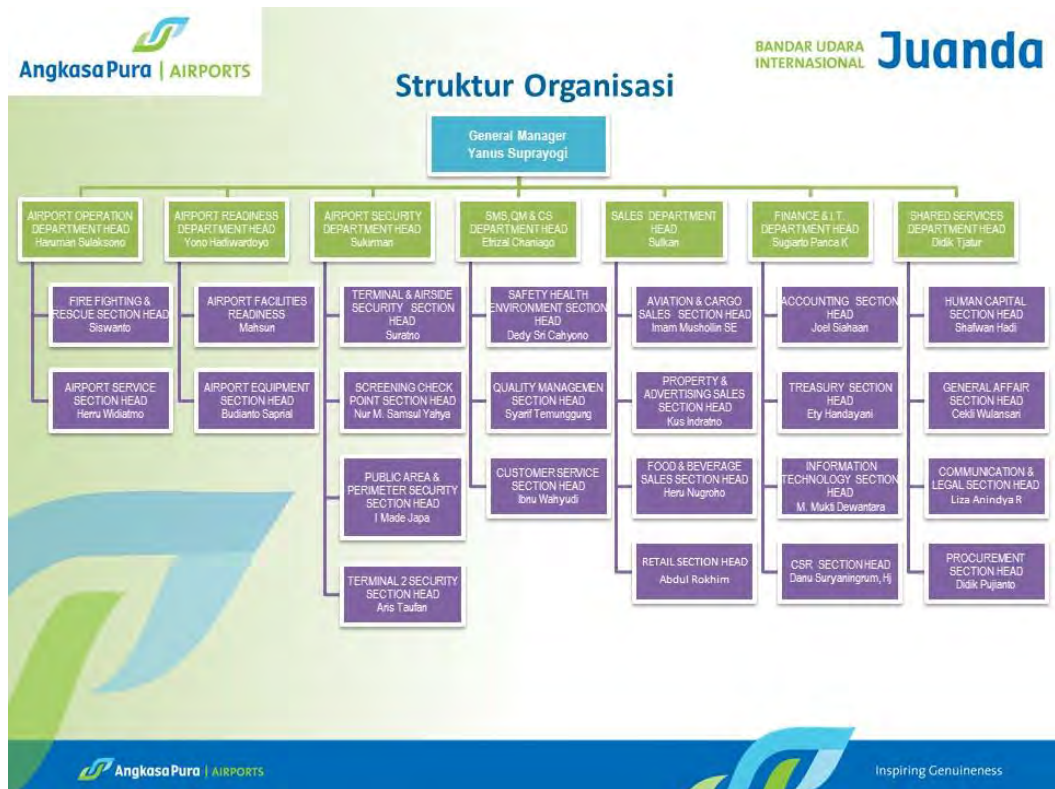 AngkasaPura | AIRPORTS
BANDAR UDARA
INTERNASIONAL
Juanda
Struktur Organisasi
General Manager
Yanus Suprayogi
AIRPORT OPERATION
DEPARTMENT HEAD
Haruman Sulaksono
AIRPORT READINESS
DEPARTMENT HEAD
Yono Hadiwardoyo
AIRPORT SECURITY
DEPARTMENT HEAD
Sukirman
SMS, QM & CS
DEPARTMENT HEAD
Efrizal Chaniago
SALES DEPARTMENT
HEAD
Sulkan
FINANCE & I.T.
DEPARTMENT HEAD
Sugiarto Panca K
SHARED SERVICES
DEPARTMENT HEAD
Didik Tjatur
FIRE FIGHTING &
RESCUE SECTION HEAD
Siswanto
AIRPORT SERVICE
SECTION HEAD
Herru Widiatmo
AIRPORT FACILITIES
READINESS
Mahsun
AIRPORT EQUIPMENT
SECTION HEAD
Budianto Saprial
TERMINAL & AIRSIDE
SECURITY SECTION
HEAD
Suratno
SCREENING CHECK
POINT SECTION HEAD
Nur M. Samsul Yahya
PUBLIC AREA &
PERIMETER SECURITY
SECTION HEAD
I Made Japa
TERMINAL 2 SECURITY
SECTION HEAD
Aris Taufan
SAFETY HEALTH
ENVIRONMENT SECTION
HEAD
Dedy Sri Cahyono
QUALITY MANAGEMEN
SECTION HEAD
Syarif Temunggung
CUSTOMER SERVICE
SECTION HEAD
Ibnu Wahyudi
AVIATION & CARGO
SALES SECTION HEAD
Imam Mushollin SE
PROPERTY &
ADVERTISING SALES
SECTION HEAD
Kus Indratno
FOOD & BEVERAGE
SALES SECTION HEAD
Heru Nugroho
RETAIL SECTION HEAD
Abdul Rokhim
ACCOUNTING SECTION
HEAD
Joel Siahaan
TREASURY SECTION
HEAD
Ety Handayani
INFORMATION
TECHNOLOGY SECTION
HEAD
M. Mukti Dewantara
CSR SECTION HEAD
Danu Suryaningrum, Hj
HUMAN CAPITAL
SECTION HEAD
Shafwan Hadi
GENERAL AFFAIR
SECTION HEAD
Cekli Wulansari
COMMUNICATION &
LEGAL SECTION HEAD
Liza Anindya R
PROCUREMENT
SECTION HEAD
Didik Pujianto
AngkasaPura | AIRPORTS
Inspiring Genuineness